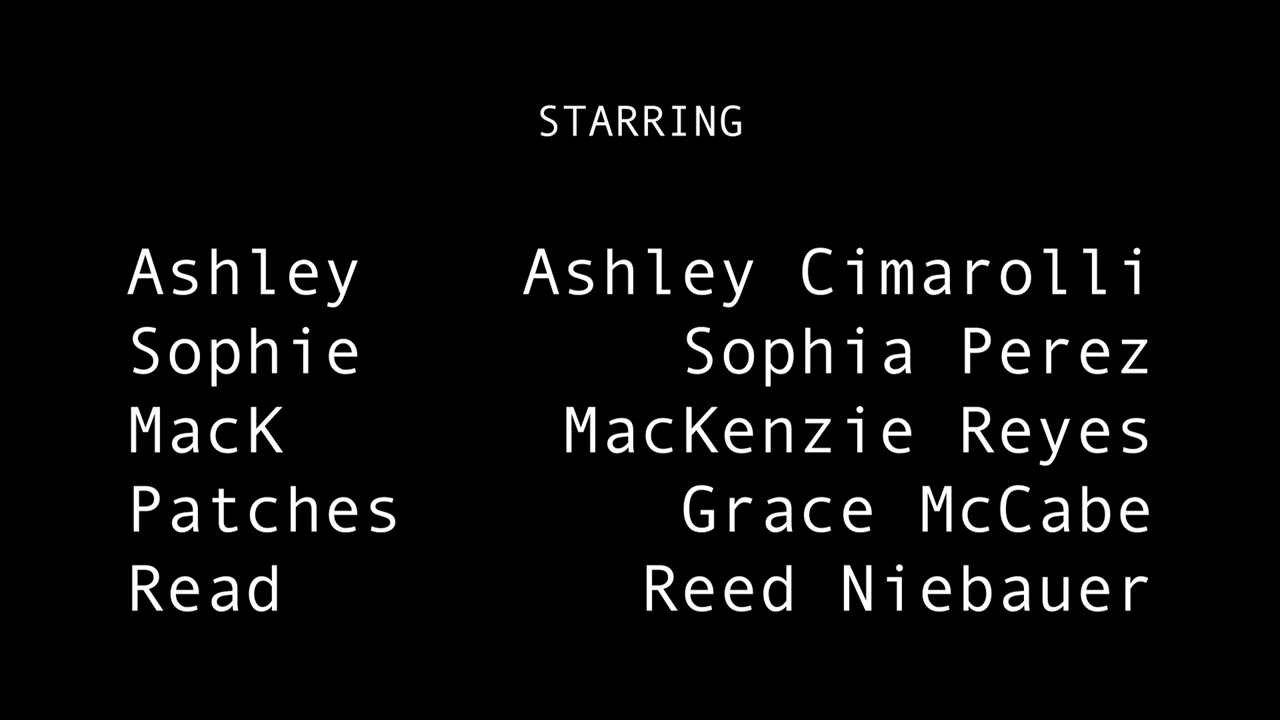 STARRING
Ashley Ashley Cimarolli
Sophie Sophia Perez
MacK MacKenzie Reyes
Patches Grace McCabe
Read Reed Niebauer